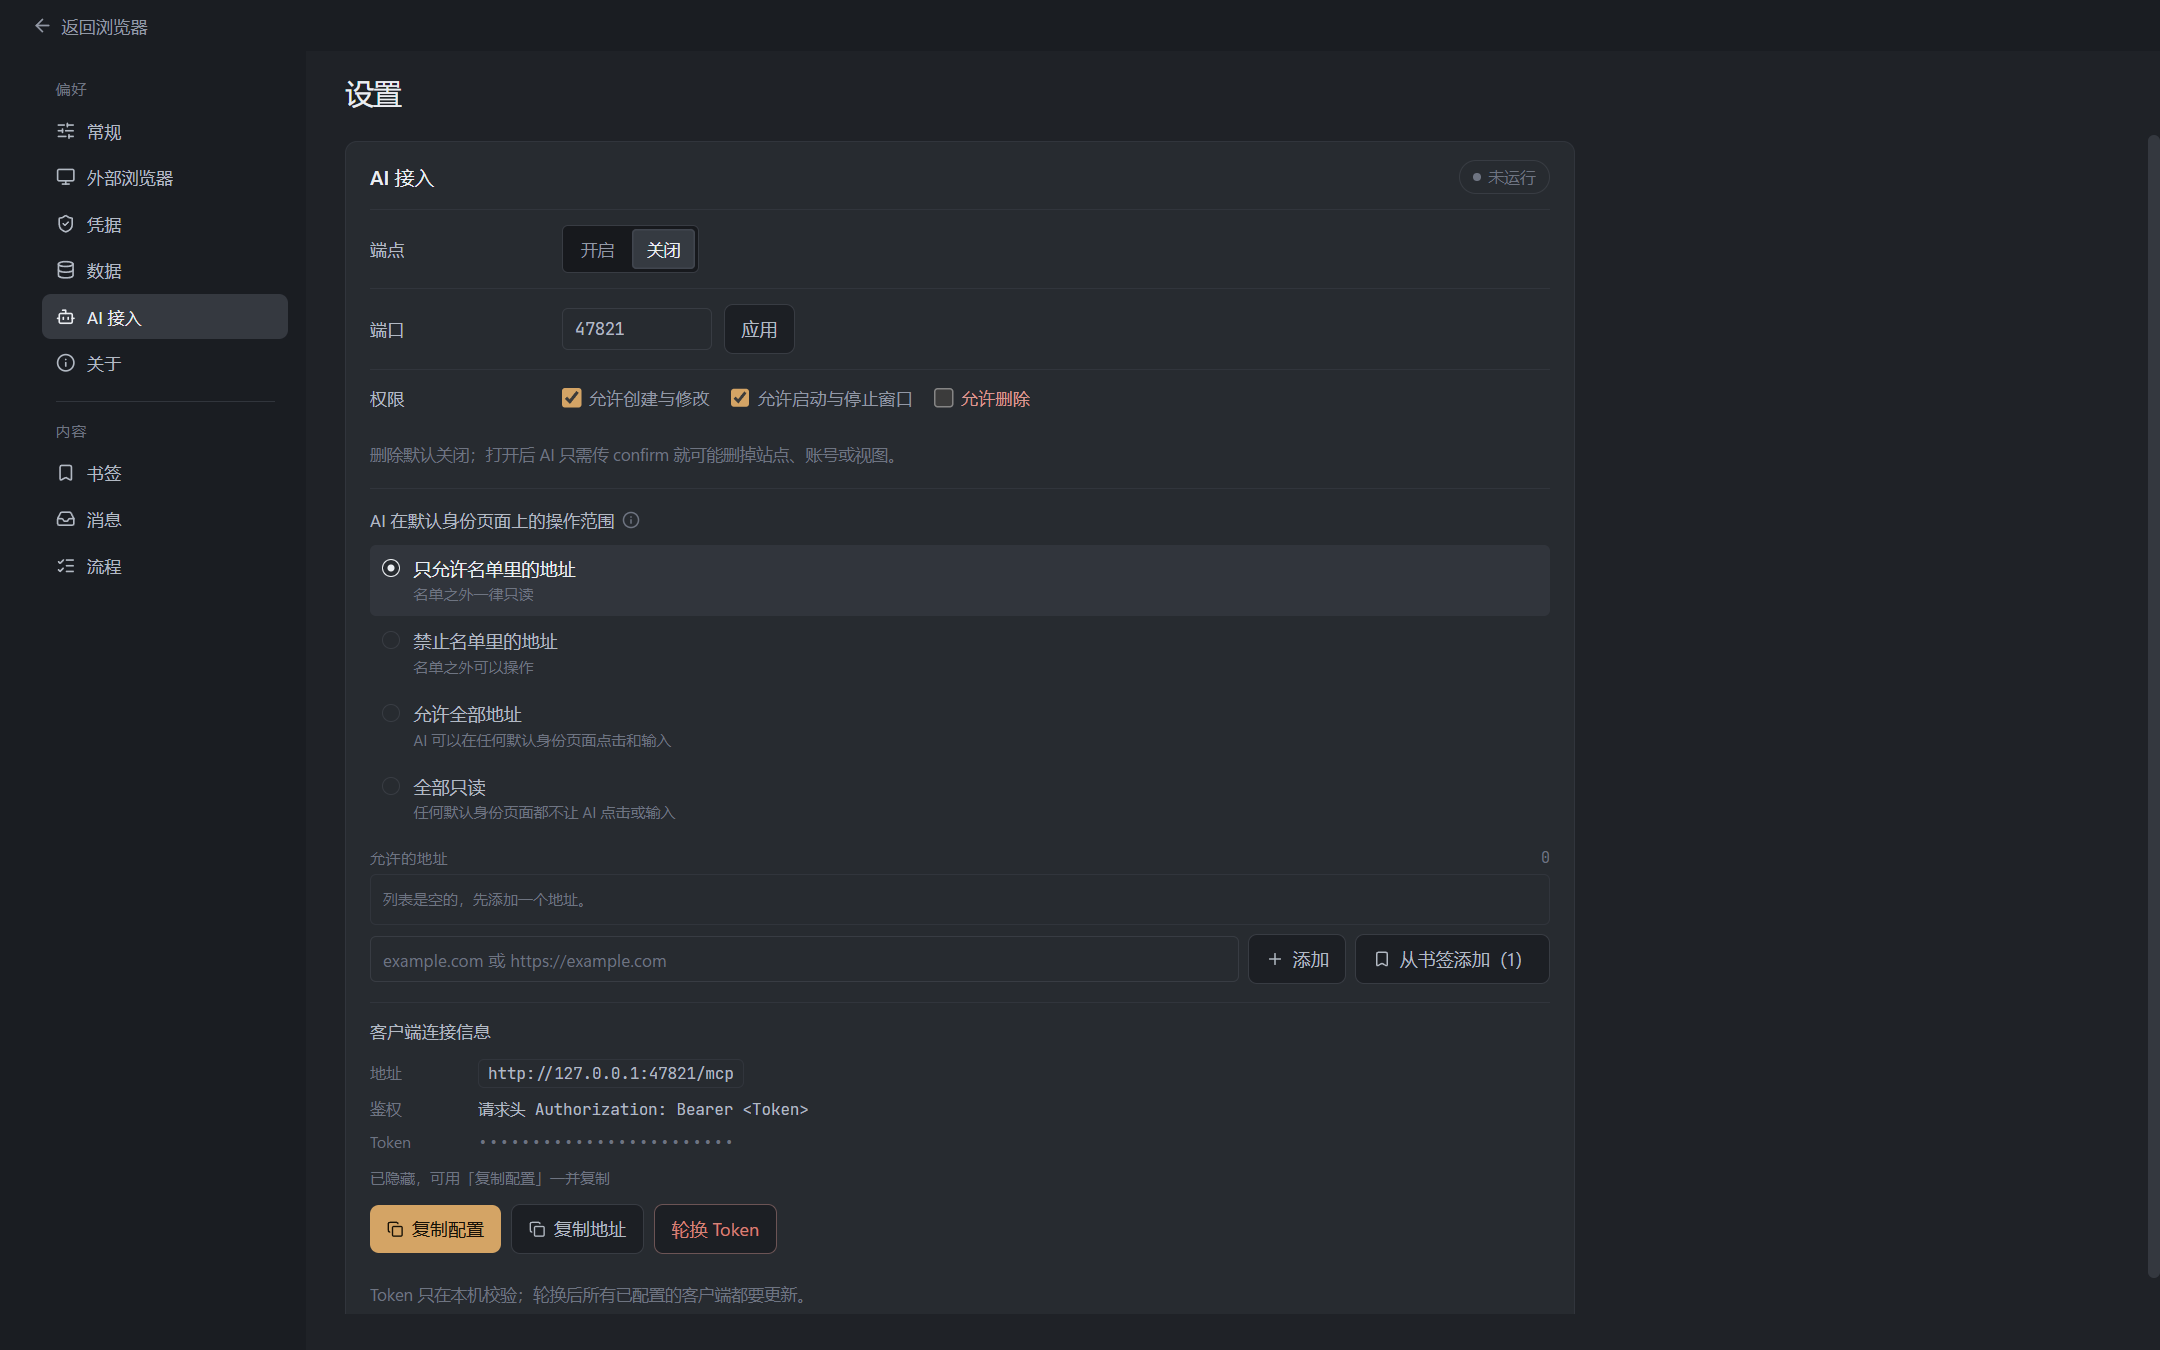 返回浏览器
偏好
常规
外部浏览器
凭据
数据
AI 接入
关于
内容
书签
消息
流程
设置
AI 接入
未运行
端点
开启
关闭
端口
47821
应用
权限
允许创建与修改
允许启动与停止窗口
允许删除
删除默认关闭；打开后 AI 只需传 confirm 就可能删掉站点、账号或视图。
AI 在默认身份页面上的操作范围
只允许名单里的地址
名单之外一律只读
禁止名单里的地址
名单之外可以操作
允许全部地址
AI 可以在任何默认身份页面点击和输入
全部只读
任何默认身份页面都不让 AI 点击或输入
允许的地址
0
列表是空的，先添加一个地址。
example.com 或 https://example.com
添加
从书签添加 (1)
客户端连接信息
地址
http://127.0.0.1:47821/mcp
鉴权
请求头 Authorization: Bearer <Token>
Token
••••••••••••••••••••••••
已隐藏，可用「复制配置」一并复制
复制配置
复制地址
轮换 Token
Token 只在本机校验；轮换后所有已配置的客户端都要更新。